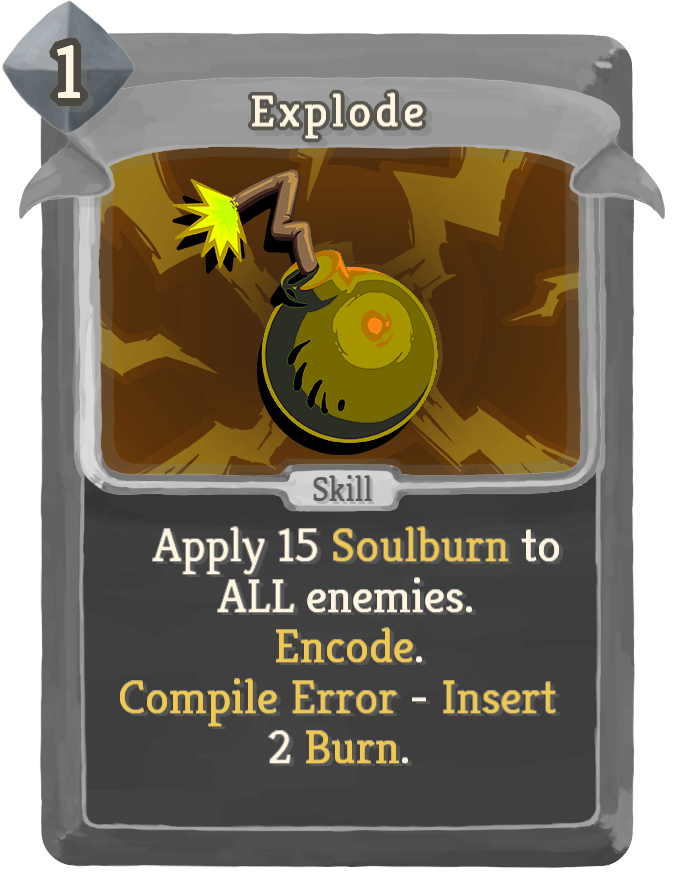 1
Explode
Skill
Apply 15 Soulburn to
ALL enemies.
Encode.
Compile Error - Insert
2 Burn.